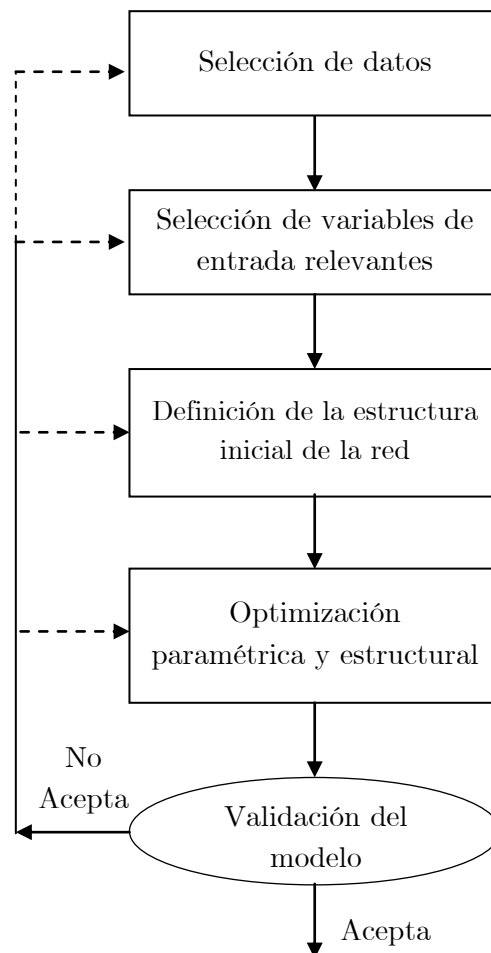 Selección de datos
Selección de variables de
entrada relevantes
Definición de la estructura
inicial de la red
Optimización
paramétrica y estructural
No
Acepta
Validación del
modelo
Acepta